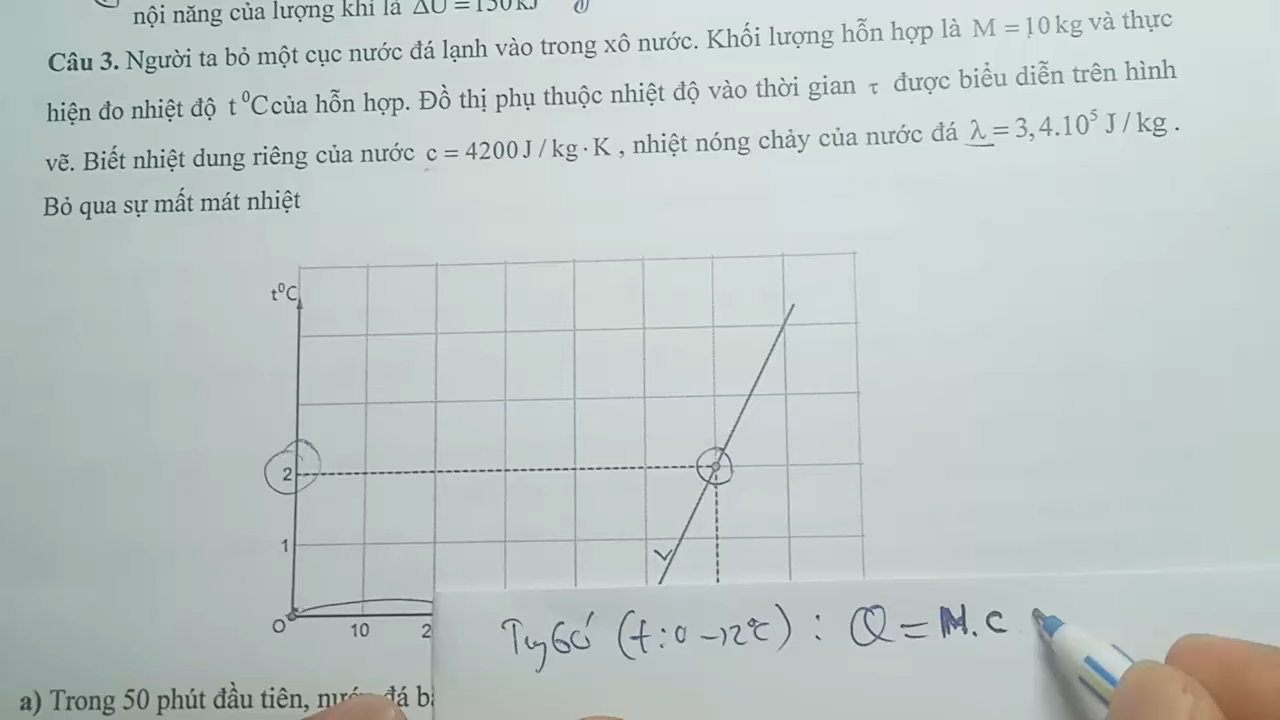 nội năng của lượng khí là ΔU = 150 kJ
Câu 3. Người ta bỏ một cục nước đá lạnh vào trong xô nước. Khối lượng hỗn hợp là M = 10 kg và thực
hiện đo nhiệt độ t ⁰C của hỗn hợp. Đồ thị phụ thuộc nhiệt độ vào thời gian τ được biểu diễn trên hình
vẽ. Biết nhiệt dung riêng của nước c = 4200 J / kg · K , nhiệt nóng chảy của nước đá λ = 3,4.10⁵ J / kg .
Bỏ qua sự mất mát nhiệt
t⁰C
2
1
O 10 2
(t: 0 → 2⁰C) : Q = M.c
a) Trong 50 phút đầu tiên, nước đá b